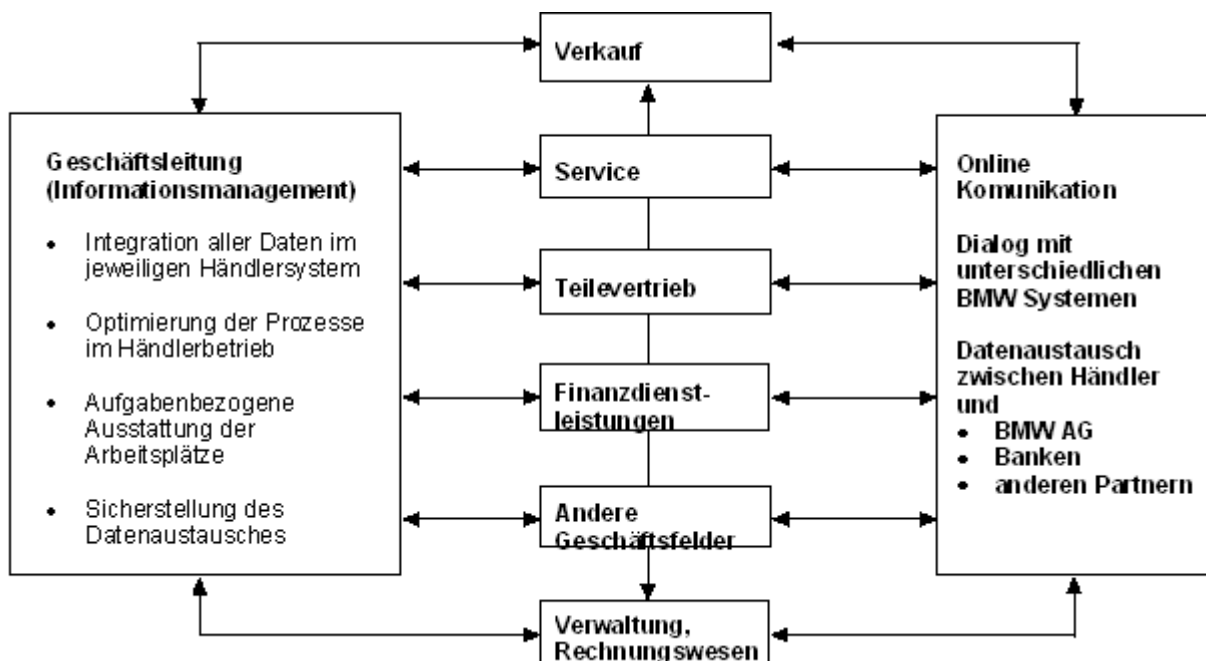 Verkauf
Geschäftsleitung
(Informationsmanagement)
• Integration aller Daten im
jeweiligen Händlersystem
• Optimierung der Prozesse
im Händlerbetrieb
• Aufgabenbezogene
Ausstattung der
Arbeitsplätze
• Sicherstellung des
Datenaustausches
Service
Teilevertrieb
Finanzdienst-
leistungen
Andere
Geschäftsfelder
Verwaltung,
Rechnungswesen
Online
Komunikation
Dialog mit
unterschiedlichen
BMW Systemen
Datenaustausch
zwischen Händler
und
• BMW AG
• Banken
• anderen Partnern